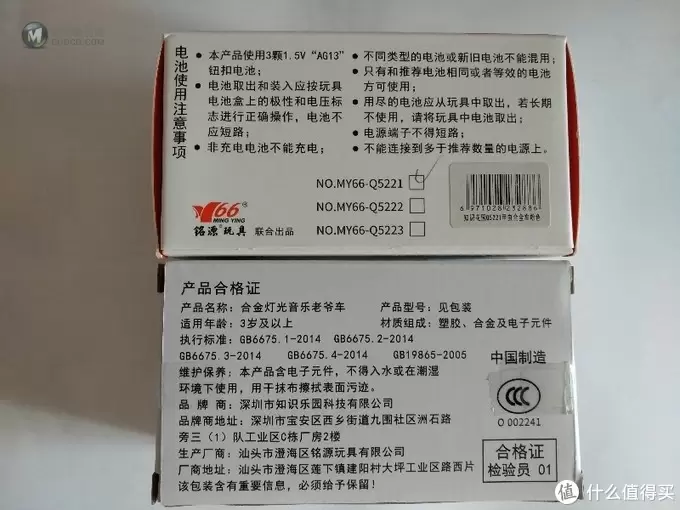 电池使用注意事项
• 本产品使用3颗1.5V“AG13”
钮扣电池；
• 电池取出和装入应按玩具
电池盒上的极性和电压标
志进行正确操作，电池不
应短路；
• 非充电电池不能充电；
• 不同类型的电池或新旧电池不能混用；
• 只有和推荐电池相同或者等效的电池
方可使用；
• 用尽的电池应从玩具中取出，若长期
不使用，请将玩具中电池取出；
• 电源端子不得短路；
• 不能连接到多于推荐数量的电源上。
NO.MY66-Q5221
NO.MY66-Q5222
NO.MY66-Q5223
66®
MING YING
铭源®玩具 联合出品
6971028232686
产品合格证
产品名称：合金灯光音乐老爷车 产品型号：见包装
适用年龄：3岁及以上 材质组成：塑胶、合金及电子元件
执行标准：GB6675.1-2014 GB6675.2-2014
GB6675.3-2014 GB6675.4-2014 GB19865-2005
维护保养：本产品含电子元件，不得入水或在潮湿
环境下使用，用干抹布擦拭表面污迹。
品 牌 商：深圳市知识乐园科技有限公司
品牌商地址：深圳市宝安区西乡街道九围社区洲石路
旁三（1）队工业区C栋厂房2楼
生产厂商：汕头市澄海区铭源玩具有限公司
厂商地址：汕头市澄海区莲下镇建阳村大坪工业区路西片
该包装含有重要信息，必须给予保留！
中国制造
CCC
O 002241
合格证
检验员 01
值 什么值得买